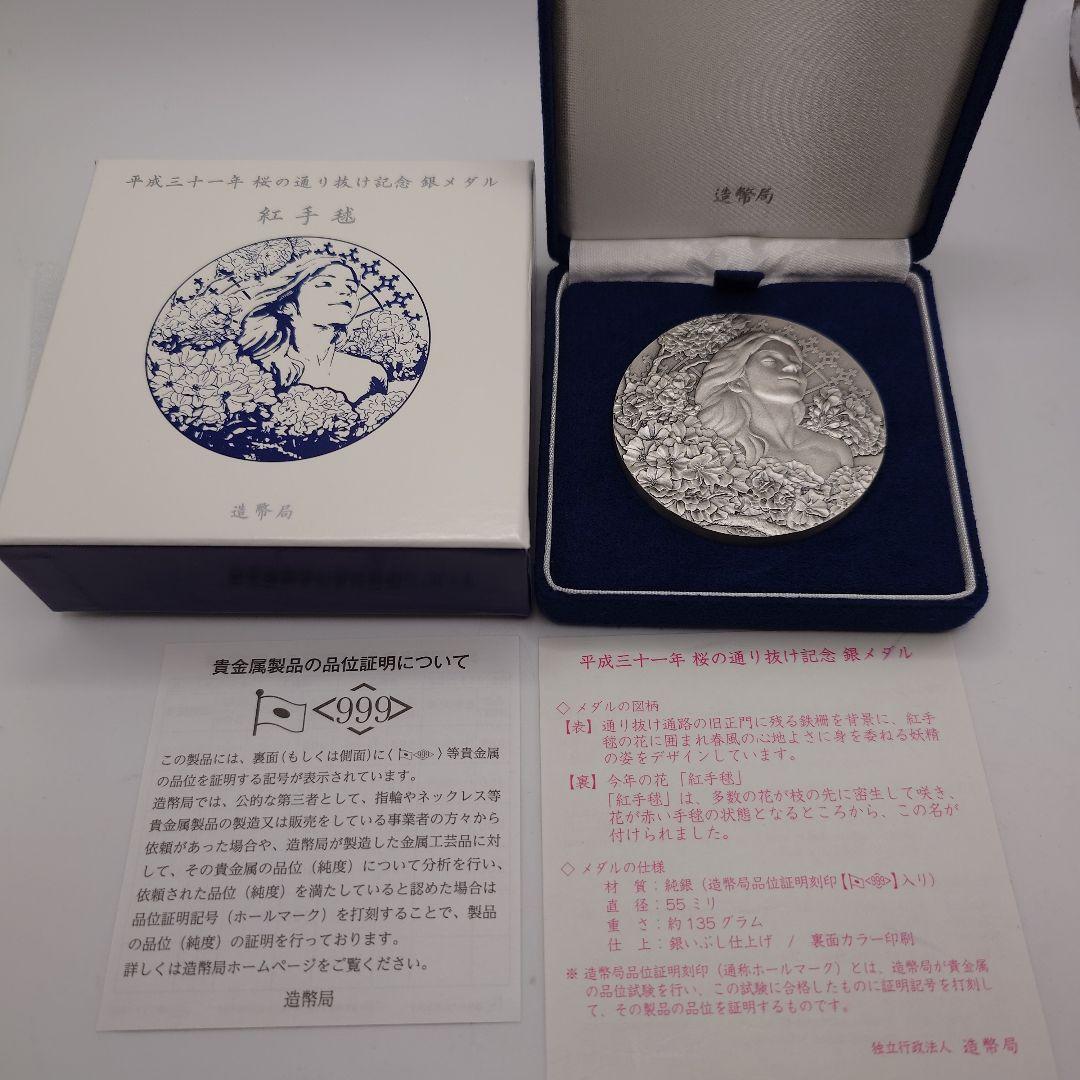 平成三十一年 桜の通り抜け記念 銀メダル
紅手毬
造幣局
造幣局
貴金属製品の品位証明について
<999>
この製品には、裏面(もしくは側面)に〈<999>〉等貴金属
の品位を証明する記号が表示されています。
造幣局では、公的な第三者として、指輪やネックレス等
貴金属製品の製造又は販売をしている事業者の方々から
依頼があった場合や、造幣局が製造した金属工芸品に対
して、その貴金属の品位（純度）について分析を行い、
依頼された品位（純度）を満たしていると認めた場合は
品位証明記号（ホールマーク）を打刻することで、製品
の品位（純度）の証明を行っております。
詳しくは造幣局ホームページをご覧ください。
造幣局
平成三十一年 桜の通り抜け記念 銀メダル
◇ メダルの図柄
【表】通り抜け通路の旧正門に残る鉄柵を背景に、紅手
毬の花に囲まれ春風の心地よさに身を委ねる妖精
の姿をデザインしています。
【裏】今年の花「紅手毬」
「紅手毬」は、多数の花が枝の先に密生して咲き、
花が赤い手毬の状態となるところから、この名が
付けられました。
◇ メダルの仕様
材 質：純銀（造幣局品位証明刻印【<999>】入り）
直 径：55ミリ
重 さ：約135グラム
仕 上：銀いぶし仕上げ / 裏面カラー印刷
※ 造幣局品位証明刻印（通称ホールマーク）とは、造幣局が貴金属
の品位試験を行い、この試験に合格したものに証明記号を打刻し
て、その製品の品位を証明するものです。
独立行政法人 造幣局